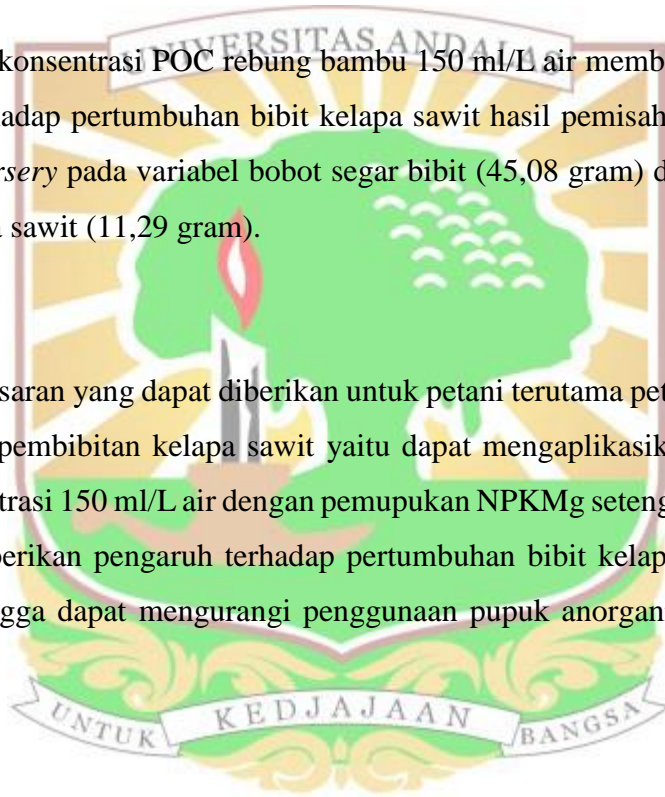 UNIVERSITAS ANDALAS
konsentrasi POC rebung bambu 150 ml/L air memb
adap pertumbuhan bibit kelapa sawit hasil pemisah
rsery pada variabel bobot segar bibit (45,08 gram) d
sawit (11,29 gram).
saran yang dapat diberikan untuk petani terutama pet
pembibitan kelapa sawit yaitu dapat mengaplikasik
trasi 150 ml/L air dengan pemupukan NPKMg seteng
berikan pengaruh terhadap pertumbuhan bibit kelap
ngga dapat mengurangi penggunaan pupuk anorgan
UNTUK KEDJAJAAN BANGSA